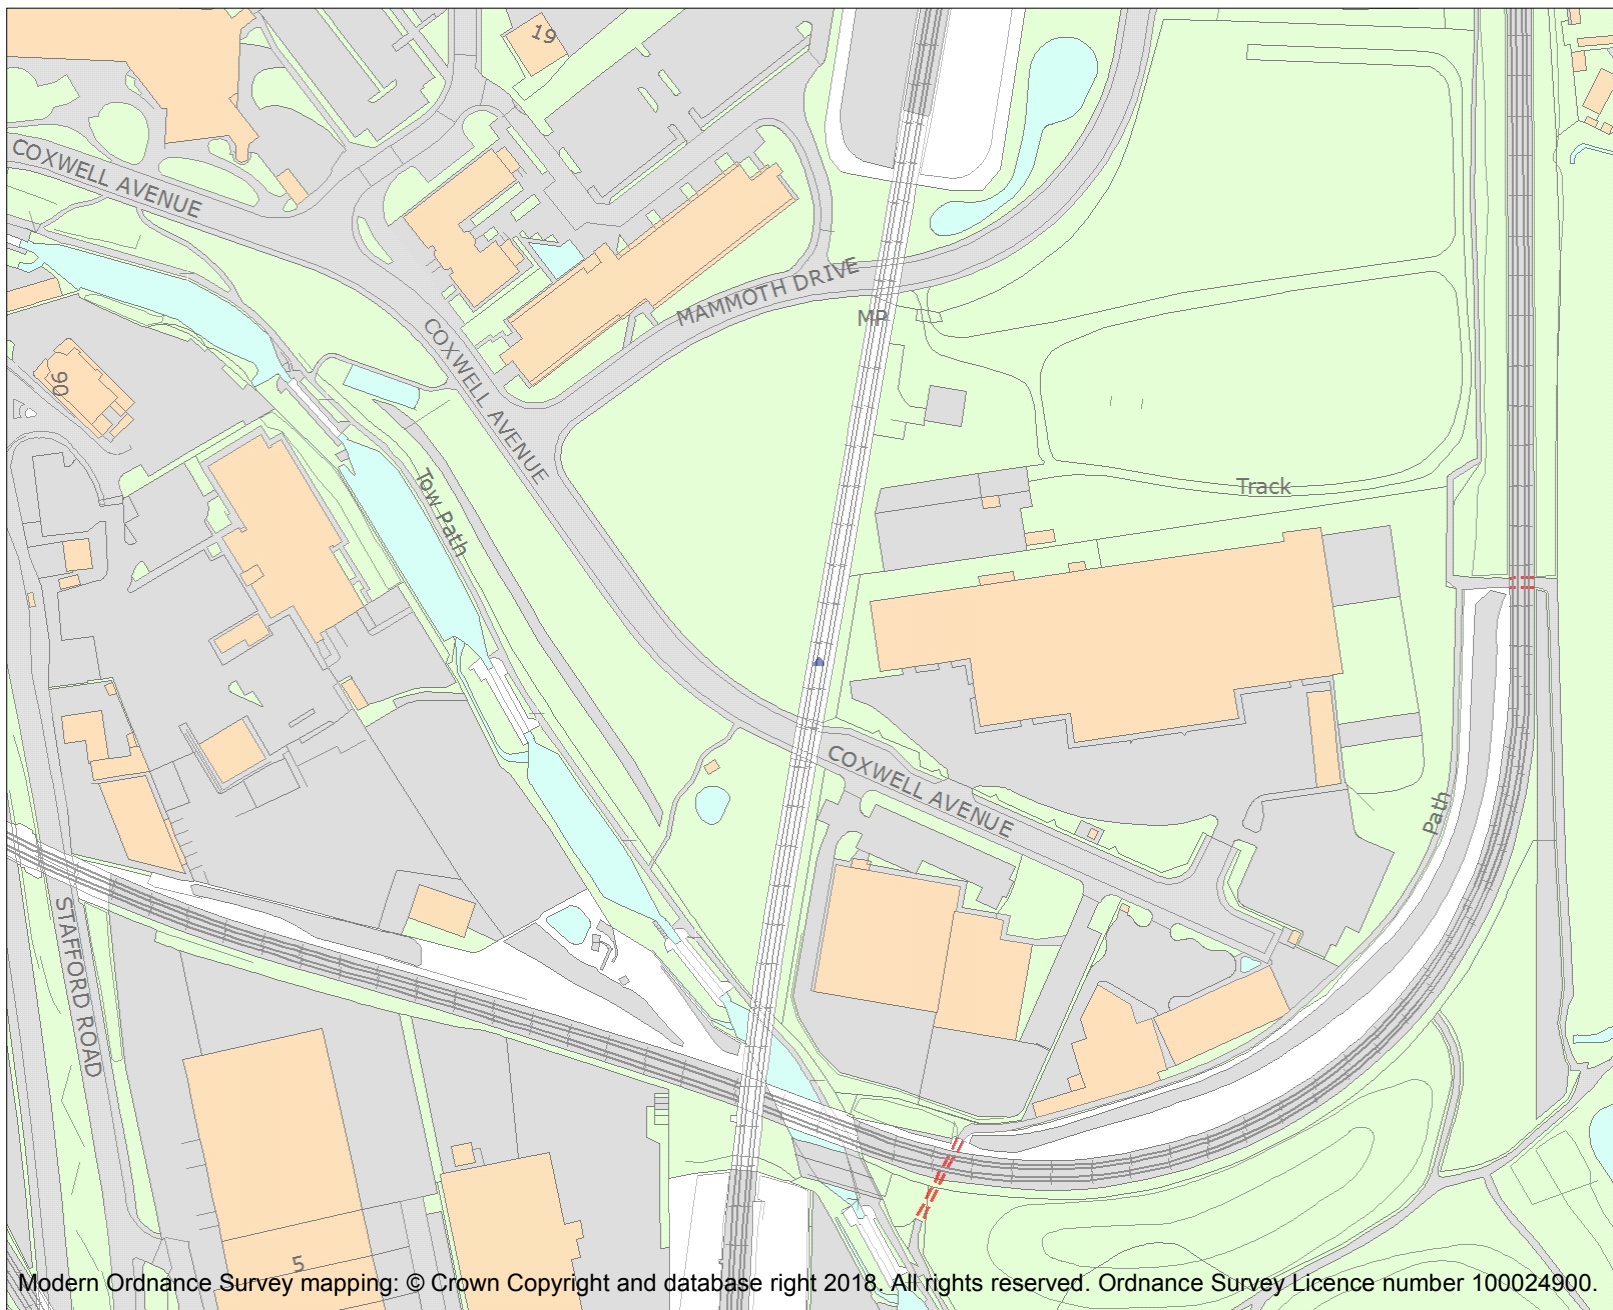 19
COXWELL AVENUE
MAMMOTH DRIVE
MP
COXWELL AVENUE
90
Tow Path
Track
COXWELL AVENUE
Path
STAFFORD ROAD
5
Modern Ordnance Survey mapping: © Crown Copyright and database right 2018. All rights reserved. Ordnance Survey Licence number 100024900.